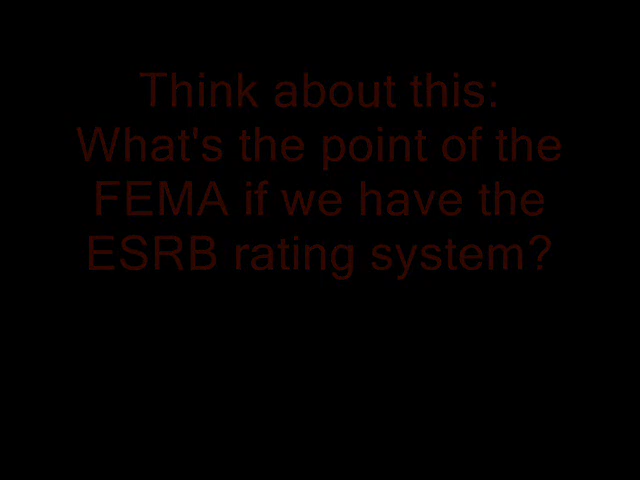 Think about this:
What's the point of the
FEMA if we have the
ESRB rating system?